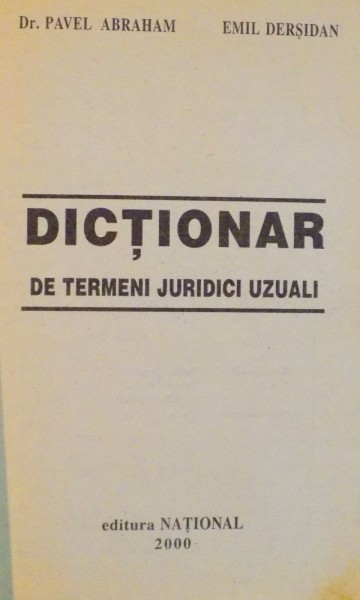 Dr. PAVEL ABRAHAM EMIL DERȘIDAN
DICȚIONAR
DE TERMENI JURIDICI UZUALI
editura NAȚIONAL
2000